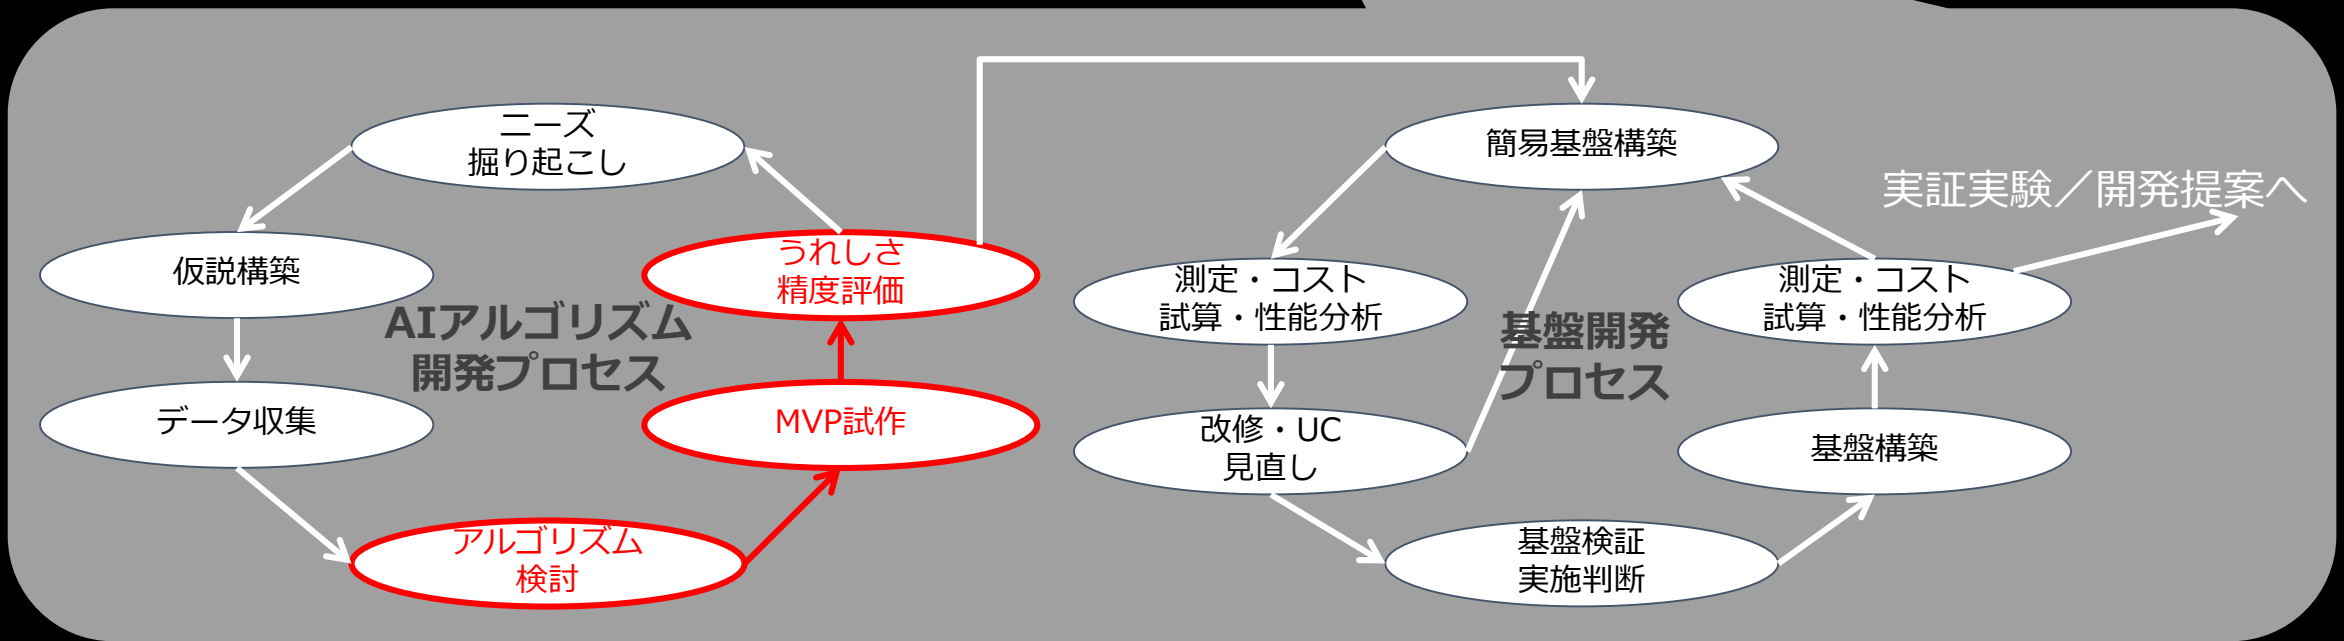 ニーズ
掘り起こし
仮説構築
データ収集
アルゴリズム
検討
MVP試作
うれしさ
精度評価
AIアルゴリズム
開発プロセス
簡易基盤構築
測定・コスト
試算・性能分析
改修・UC
見直し
基盤検証
実施判断
基盤構築
測定・コスト
試算・性能分析
基盤開発
プロセス
実証実験／開発提案へ